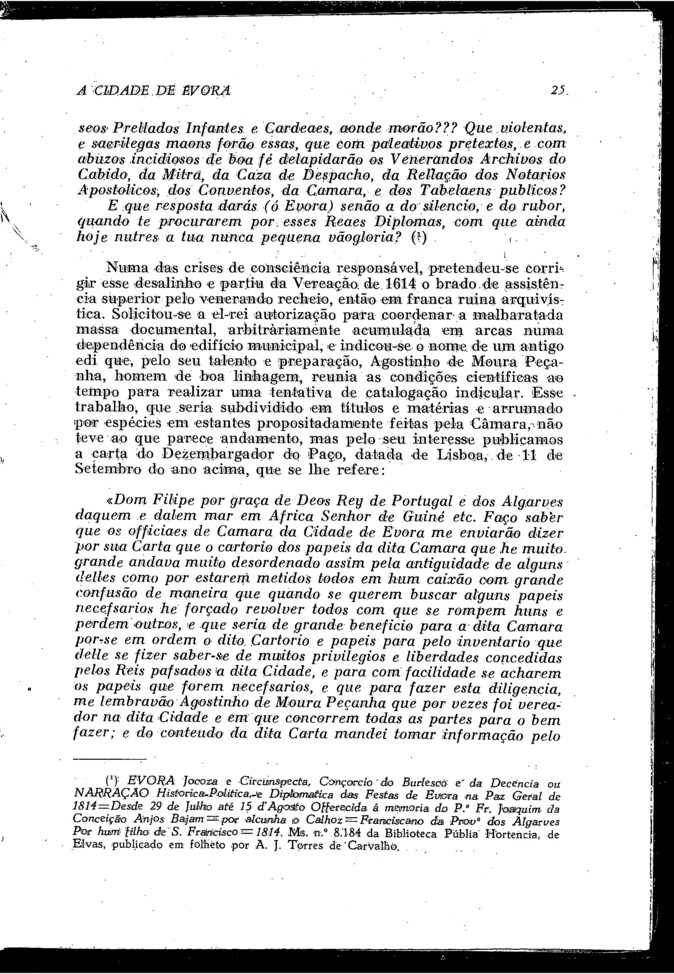 A CIDADE DE ÉVORA 25
seos Prellados Infantes e Cardeaes, aonde morão??? Que violentas,
e sacrilegas maons forão essas, que com paleativos pretextos, e com
abuzos incidiosos de boa fé delapidarão os Venerandos Archivos do
Cabido, da Mitra, da Caza de Despacho, da Rellação dos Notarios
Apostolicos, dos Conventos, da Camara, e dos Tabelaens publicos?
E que resposta darás (ó Evora) senão a do silencio, e do rubor,
quando te procurarem por esses Reaes Diplomas, com que ainda
hoje nutres a tua nunca pequena vãogloria? (¹)
Numa das crises de consciência responsável, pretendeu-se corri-
gir esse desalinho e partiu da Vereação de 1614 o brado de assistên-
cia superior pelo venerando recheio, então em franca ruina arquivís-
tica. Solicitou-se a el-rei autorização para coordenar a malbaratada
massa documental, arbitràriamente acumulada em arcas numa
dependência do edifício municipal, e indicou-se o nome de um antigo
edi que, pelo seu talento e preparação, Agostinho de Moura Peça-
nha, homem de boa linhagem, reunia as condições científicas ao
tempo para realizar uma tentativa de catalogação indicular. Esse
trabalho, que seria subdividido em títulos e matérias e arrumado
por espécies em estantes propositadamente feitas pela Câmara, não
teve ao que parece andamento, mas pelo seu interesse publicamos
a carta do Dezembargador do Paço, datada de Lisboa, de 11 de
Setembro do ano acima, que se lhe refere:
«Dom Filipe por graça de Deos Rey de Portugal e dos Algarves
daquem e dalem mar em Africa Senhor de Guiné etc. Faço saber
que os officiaes de Camara da Cidade de Evora me enviarão dizer
por sua Carta que o cartorio dos papeis da dita Camara que he muito
grande andava muito desordenado assim pela antiguidade de alguns
delles como por estarem metidos todos em hum caixão com grande
confusão de maneira que quando se querem buscar alguns papeis
necefsarios he forçado revolver todos com que se rompem huns e
perdem outros, e que seria de grande beneficio para a dita Camara
por-se em ordem o dito Cartorio e papeis para pelo inventario que
delle se fizer saber-se de muitos privilegios e liberdades concedidas
pelos Reis pafsados a dita Cidade, e para com facilidade se acharem
os papeis que forem necefsarios, e que para fazer esta diligencia,
me lembravão Agostinho de Moura Peçanha que por vezes foi verea-
dor na dita Cidade e em que concorrem todas as partes para o bem
fazer; e do conteudo da dita Carta mandei tomar informação pelo
(¹) EVORA Jocoza e Circunspecta, Conçorcio do Burlesco e da Decência ou
NARRAÇÃO Historica-Politica,-e Diplomatica das Festas de Evora na Paz Geral de
1814=Desde 29 de Julho até 15 d'Agosto Offerecida á memoria do P.ᵉ Fr. Joaquim da
Conceição Anjos Bajam=por alcunha o Calhoz=Franciscano da Provª dos Algarves
Por hum filho de S. Francisco=1814. Ms. n.º 8.184 da Biblioteca Públia Hortencia, de
Elvas, publicado em folheto por A. J. Torres de Carvalho.